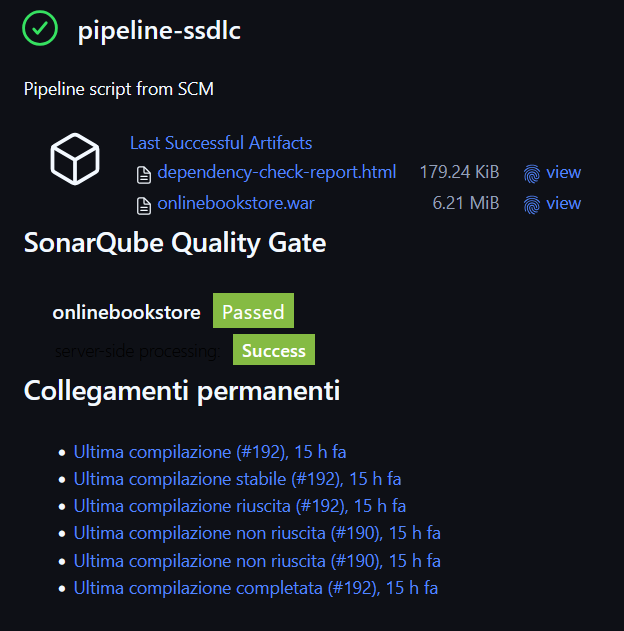 pipeline-ssdlc
Pipeline script from SCM
Last Successful Artifacts
dependency-check-report.html 179.24 KiB view
onlinebookstore.war 6.21 MiB view
SonarQube Quality Gate
onlinebookstore Passed
server-side processing Success
Collegamenti permanenti
• Ultima compilazione (#192), 15 h fa
• Ultima compilazione stabile (#192), 15 h fa
• Ultima compilazione riuscita (#192), 15 h fa
• Ultima compilazione non riuscita (#190), 15 h fa
• Ultima compilazione non riuscita (#190), 15 h fa
• Ultima compilazione completata (#192), 15 h fa